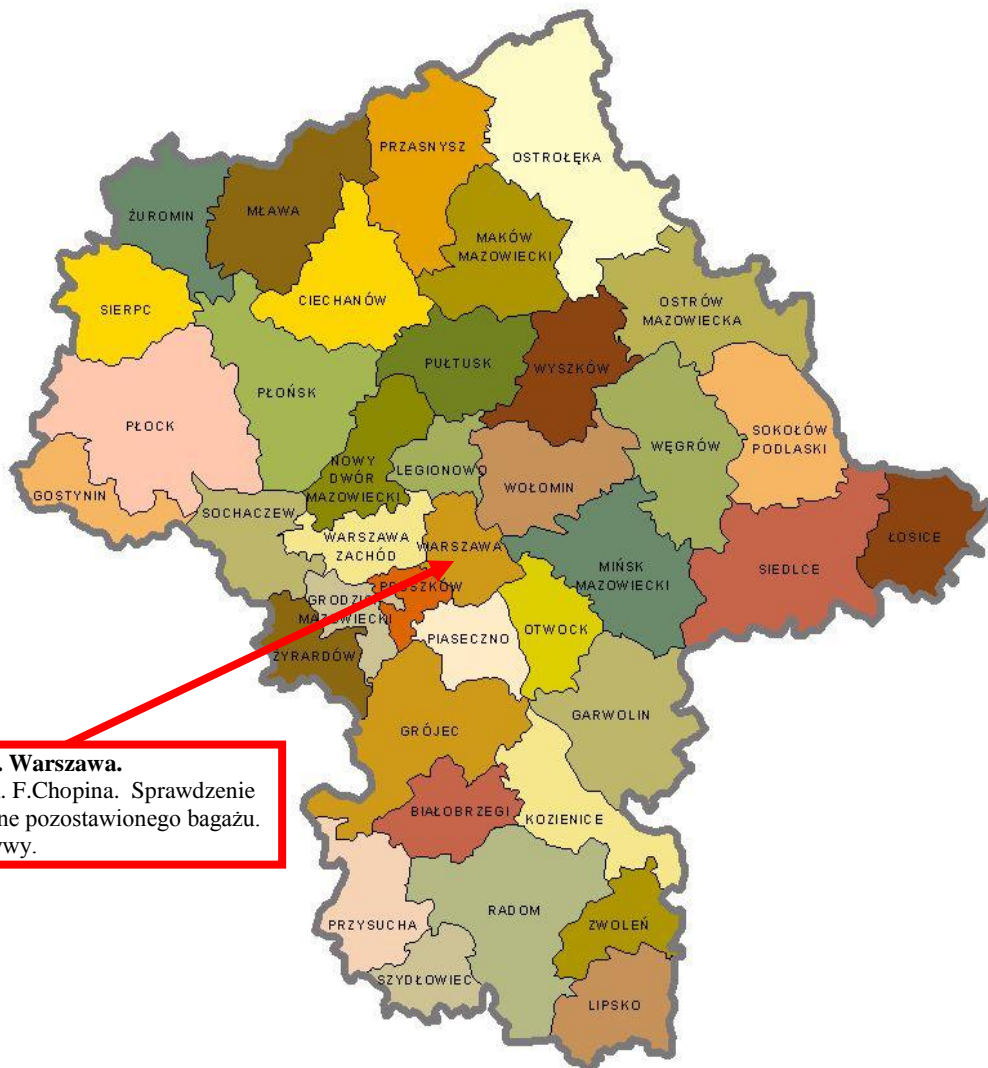 PRZASNYSZ
OSTROŁĘKA
ŻUROMIN
MŁAWA
MAKÓW
MAZOWIECKI
CIECHANÓW
SIERPC
OSTRÓW
MAZOWIECKA
PUŁTUSK
WYSZKÓW
PŁOŃSK
PŁOCK
SOKOŁÓW
PODLASKI
WĘGRÓW
NOWY
DWÓR
MAZOWIECKI
LEGIONOWO
WOŁOMIN
GOSTYNIN
SOCHACZEW
WARSZAWA
ZACHÓD
WARSZAWA
ŁOSICE
MIŃSK
MAZOWIECKI
SIEDLCE
PRUSZKÓW
GRODZISK
MAZOWIECKI
PIASECZNO
OTWOCK
ŻYRARDÓW
GARWOLIN
GRÓJEC
. Warszawa.
. F.Chopina. Sprawdzenie
ne pozostawionego bagażu.
wy.
BIAŁOBRZEGI
KOZIENICE
RADOM
PRZYSUCHA
ZWOLEŃ
SZYDŁOWIEC
LIPSKO